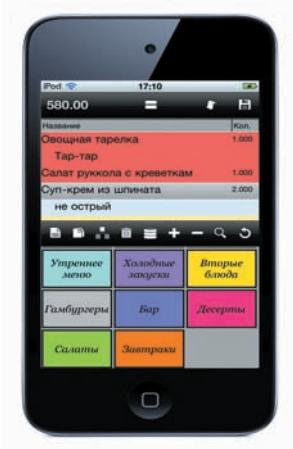 iPod 17:10
580.00
Название Кол.
Овощная тарелка 1.000
Тар-тар
Салат руккола с креветкам 1.000
Суп-крем из шпината 2.000
не острый
Утреннее меню
Холодные закуски
Вторые блюда
Гамбургеры
Бар
Десерты
Салаты
Завтраки